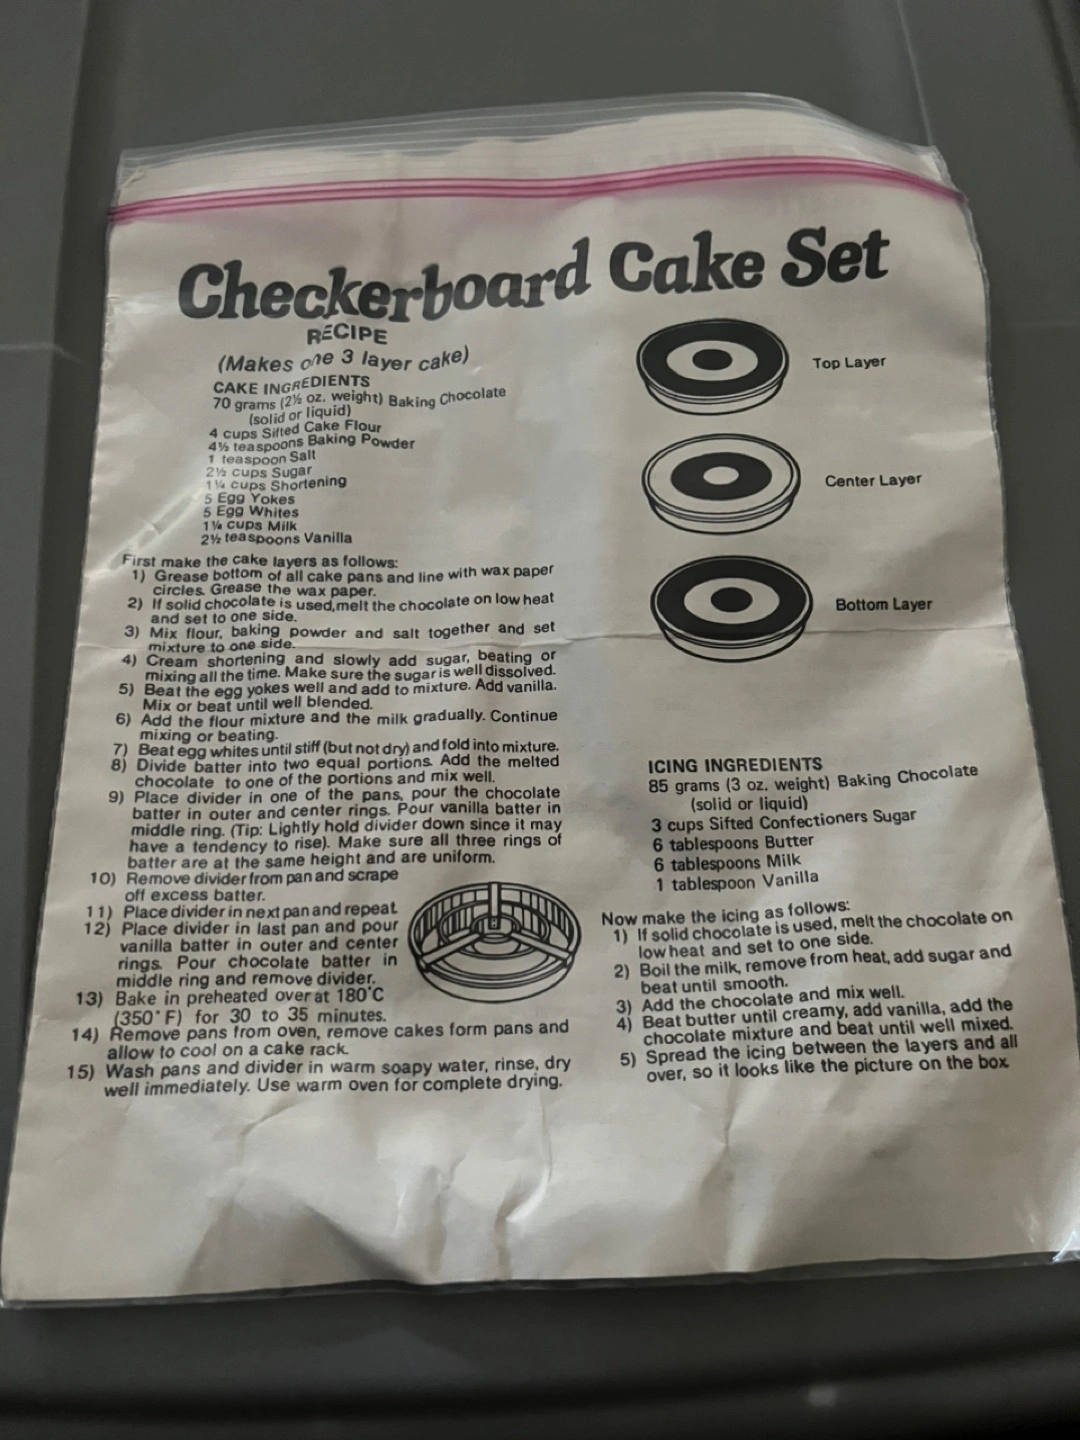 Checkerboard Cake Set
RECIPE
(Makes one 3 layer cake)
CAKE INGREDIENTS
70 grams (2½ oz. weight) Baking Chocolate
(solid or liquid)
4 cups Sifted Cake Flour
4½ teaspoons Baking Powder
1 teaspoon Salt
2½ cups Sugar
1¼ cups Shortening
5 Egg Yokes
5 Egg Whites
1¼ cups Milk
2½ teaspoons Vanilla
First make the cake layers as follows:
1) Grease bottom of all cake pans and line with wax paper
circles. Grease the wax paper.
2) If solid chocolate is used,melt the chocolate on low heat
and set to one side.
3) Mix flour, baking powder and salt together and set
mixture to one side.
4) Cream shortening and slowly add sugar, beating or
mixing all the time. Make sure the sugar is well dissolved.
5) Beat the egg yokes well and add to mixture. Add vanilla.
Mix or beat until well blended.
6) Add the flour mixture and the milk gradually. Continue
mixing or beating.
7) Beat egg whites until stiff (but not dry) and fold into mixture.
8) Divide batter into two equal portions. Add the melted
chocolate to one of the portions and mix well.
9) Place divider in one of the pans, pour the chocolate
batter in outer and center rings. Pour vanilla batter in
middle ring. (Tip: Lightly hold divider down since it may
have a tendency to rise). Make sure all three rings of
batter are at the same height and are uniform.
10) Remove divider from pan and scrape
off excess batter.
11) Place divider in next pan and repeat.
12) Place divider in last pan and pour
vanilla batter in outer and center
rings. Pour chocolate batter in
middle ring and remove divider.
13) Bake in preheated over at 180°C
(350°F) for 30 to 35 minutes.
14) Remove pans from oven, remove cakes form pans and
allow to cool on a cake rack.
15) Wash pans and divider in warm soapy water, rinse, dry
well immediately. Use warm oven for complete drying.
Top Layer
Center Layer
Bottom Layer
ICING INGREDIENTS
85 grams (3 oz. weight) Baking Chocolate
(solid or liquid)
3 cups Sifted Confectioners Sugar
6 tablespoons Butter
6 tablespoons Milk
1 tablespoon Vanilla
Now make the icing as follows:
1) If solid chocolate is used, melt the chocolate on
low heat and set to one side.
2) Boil the milk, remove from heat, add sugar and
beat until smooth.
3) Add the chocolate and mix well.
4) Beat butter until creamy, add vanilla, add the
chocolate mixture and beat until well mixed.
5) Spread the icing between the layers and all
over, so it looks like the picture on the box.